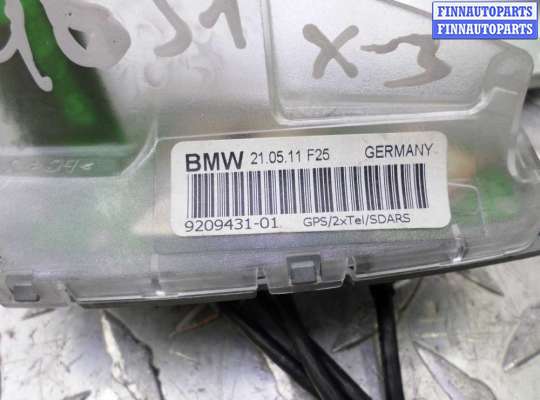 FINNAUTOPARTS
FINNAUTOPARTS
X3
BMW 21.05.11 F25 GERMANY
9209431-01 GPS/2xTel/SDARS